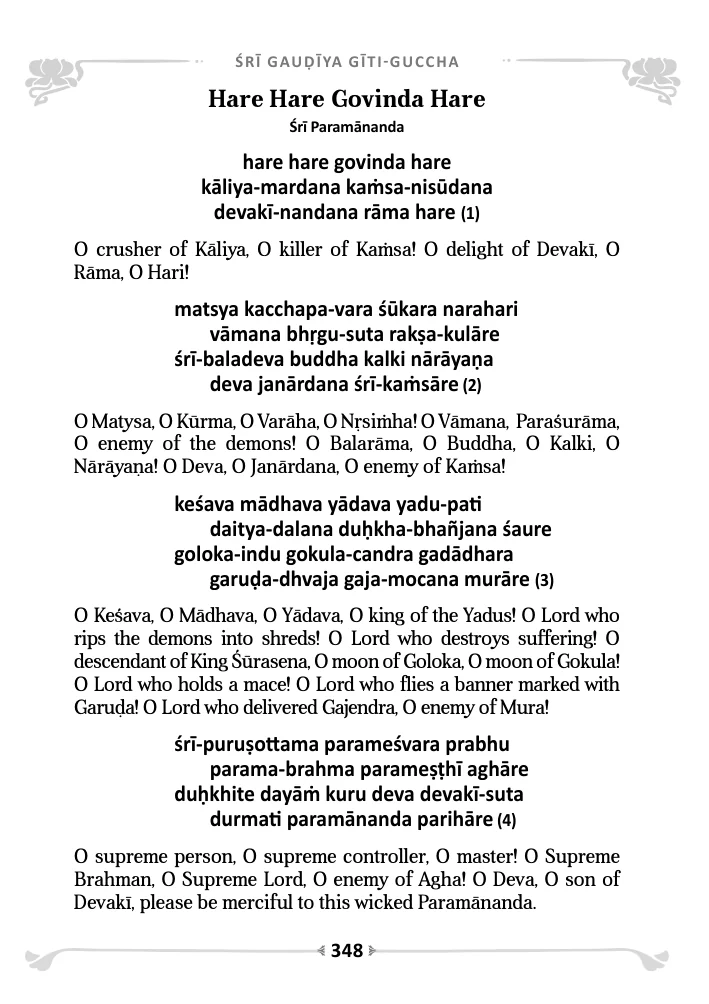 ŚRĪ GAUḌĪYA GĪTI-GUCCHA
Hare Hare Govinda Hare
Śrī Paramānanda
hare hare govinda hare
kāliya-mardana kaṁsa-nisūdana
devakī-nandana rāma hare (1)
O crusher of Kāliya, O killer of Kaṁsa! O delight of Devakī, O
Rāma, O Hari!
matsya kacchapa-vara śūkara narahari
vāmana bhṛgu-suta rakṣa-kulāre
śrī-baladeva buddha kalki nārāyaṇa
deva janārdana śrī-kaṁsāre (2)
O Matysa, O Kūrma, O Varāha, O Nṛsiṁha! O Vāmana, Paraśurāma,
O enemy of the demons! O Balarāma, O Buddha, O Kalki, O
Nārāyaṇa! O Deva, O Janārdana, O enemy of Kaṁsa!
keśava mādhava yādava yadu-pati
daitya-dalana duḥkha-bhañjana śaure
goloka-indu gokula-candra gadādhara
garuḍa-dhvaja gaja-mocana murāre (3)
O Keśava, O Mādhava, O Yādava, O king of the Yadus! O Lord who
rips the demons into shreds! O Lord who destroys suffering! O
descendant of King Śūrasena, O moon of Goloka, O moon of Gokula!
O Lord who holds a mace! O Lord who flies a banner marked with
Garuḍa! O Lord who delivered Gajendra, O enemy of Mura!
śrī-puruṣottama parameśvara prabhu
parama-brahma parameṣṭhī aghāre
duḥkhite dayāṁ kuru deva devakī-suta
durmati paramānanda parihāre (4)
O supreme person, O supreme controller, O master! O Supreme
Brahman, O Supreme Lord, O enemy of Agha! O Deva, O son of
Devakī, please be merciful to this wicked Paramānanda.
348